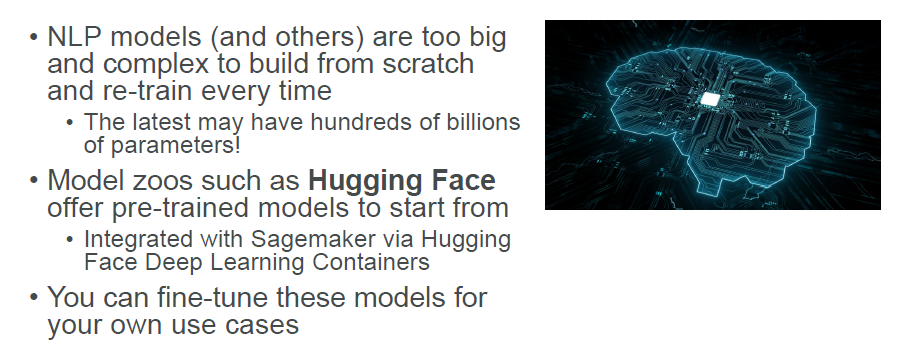 • NLP models (and others) are too big
and complex to build from scratch
and re-train every time
• The latest may have hundreds of billions
of parameters!
• Model zoos such as Hugging Face
offer pre-trained models to start from
• Integrated with Sagemaker via Hugging
Face Deep Learning Containers
• You can fine-tune these models for
your own use cases